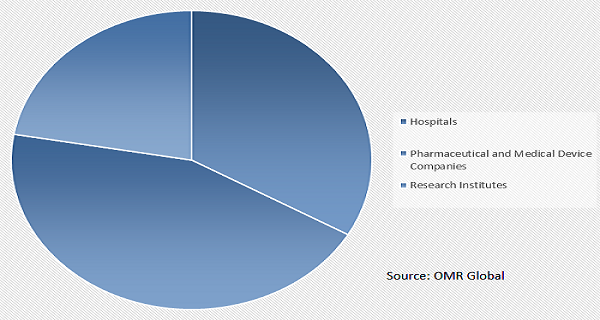 Hospitals
Pharmaceutical and Medical Device
Companies
Research Institutes
Source: OMR Global